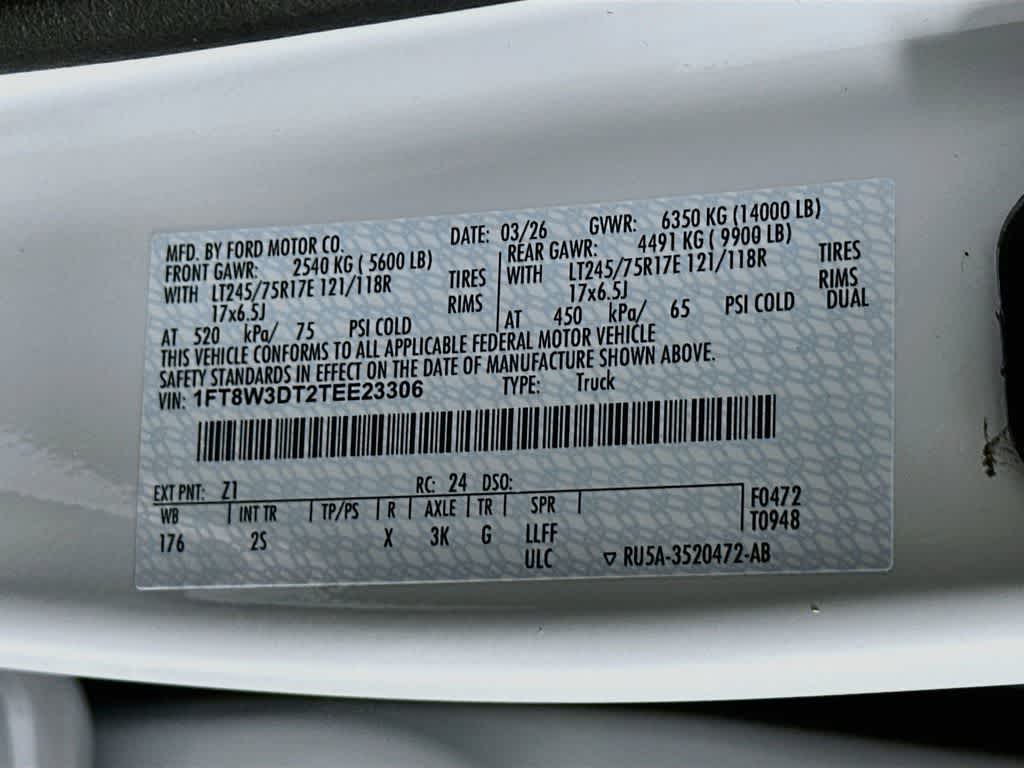 MFD. BY FORD MOTOR CO. DATE: 03/26 GVWR: 6350 KG (14000 LB)
FRONT GAWR: 2540 KG ( 5600 LB) REAR GAWR: 4491 KG ( 9900 LB)
WITH LT245/75R17E 121/118R TIRES WITH LT245/75R17E 121/118R TIRES
17x6.5J RIMS 17x6.5J RIMS
AT 520 kPa/ 75 PSI COLD AT 450 kPa/ 65 PSI COLD DUAL
THIS VEHICLE CONFORMS TO ALL APPLICABLE FEDERAL MOTOR VEHICLE
SAFETY STANDARDS IN EFFECT ON THE DATE OF MANUFACTURE SHOWN ABOVE.
VIN: 1FT8W3DT2TEE23306 TYPE: Truck
EXT PNT: Z1 RC: 24 DSO:
WB INT TR TP/PS R AXLE TR SPR F0472
176 2S X 3K G LLFF T0948
ULC ▽ RU5A-3520472-AB